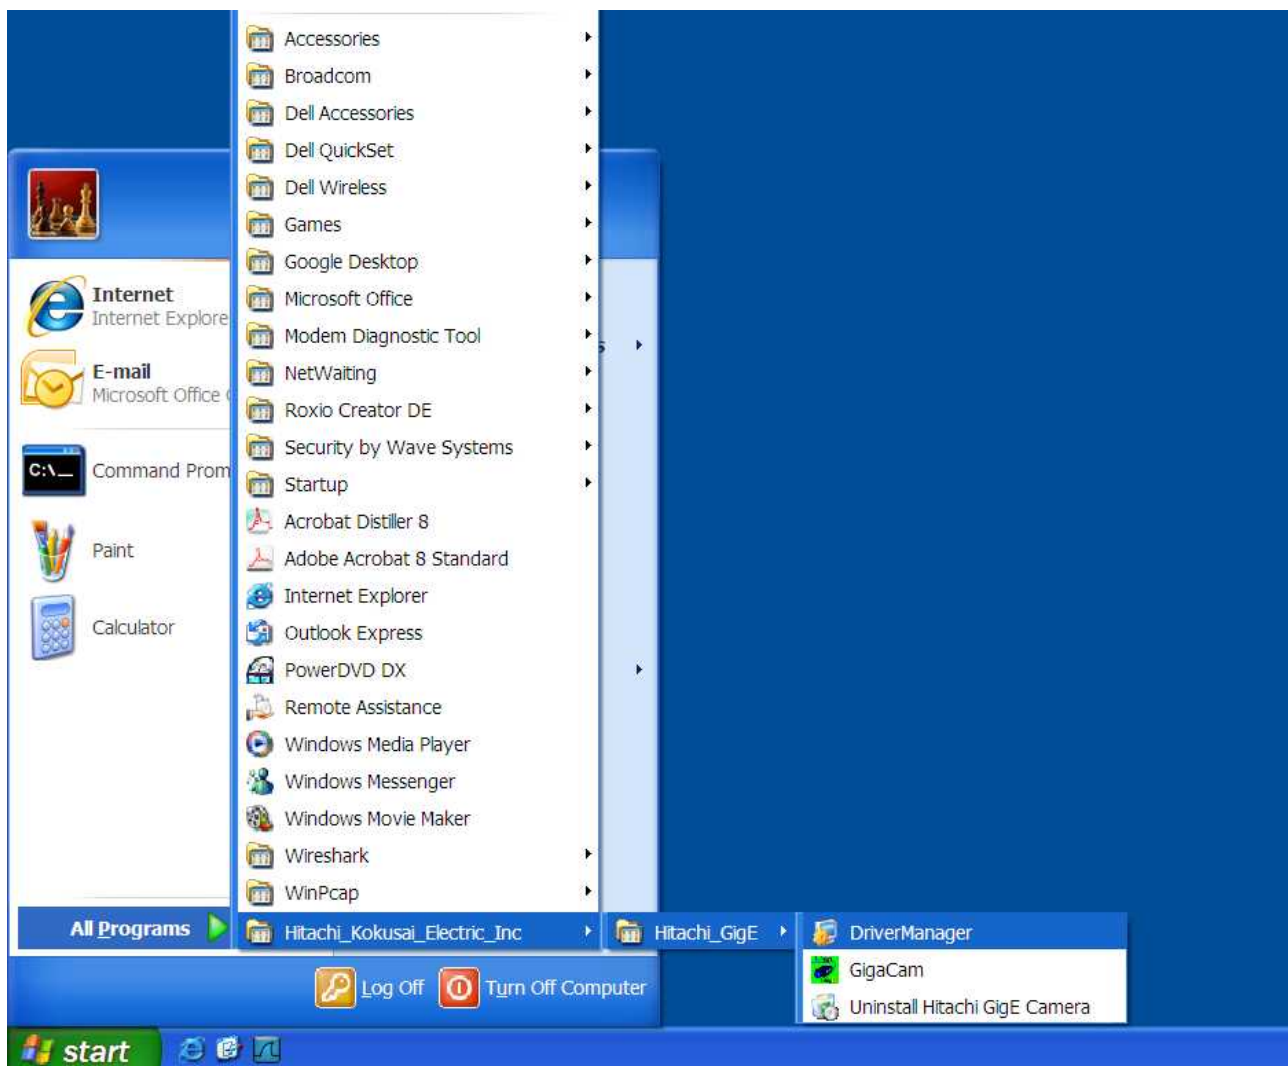 Accessories
Broadcom
Dell Accessories
Dell QuickSet
Dell Wireless
Games
Google Desktop
Microsoft Office
Modem Diagnostic Tool
NetWaiting
Roxio Creator DE
Security by Wave Systems
Startup
Acrobat Distiller 8
Adobe Acrobat 8 Standard
Internet Explorer
Outlook Express
PowerDVD DX
Remote Assistance
Windows Media Player
Windows Messenger
Windows Movie Maker
Wireshark
WinPcap
Hitachi_Kokusai_Electric_Inc
Hitachi_GigE
DriverManager
GigaCam
Uninstall Hitachi GigE Camera
Internet
Internet Explore
E-mail
Microsoft Office
C:\_
Command Prom
Paint
Calculator
All Programs
Log Off
Turn Off Computer
start